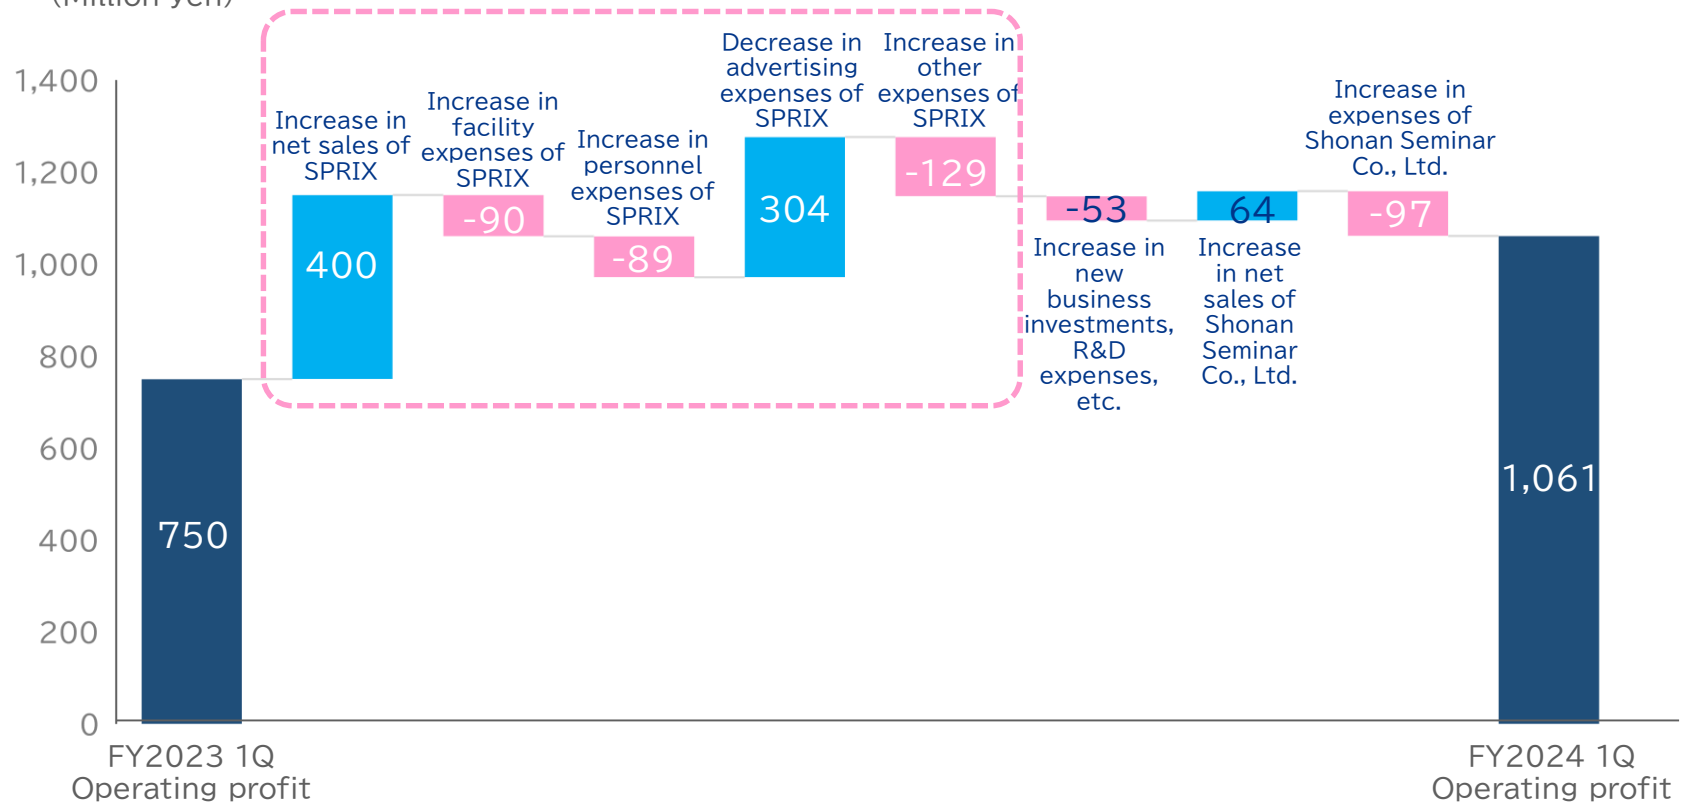 (Million yen)
1,400
1,200
1,000
800
600
400
200
0
750
FY2023 1Q
Operating profit
Increase in
net sales of
SPRIX
400
Increase in
facility
expenses of
SPRIX
-90
Increase in
personnel
expenses of
SPRIX
-89
Decrease in
advertising
expenses of
SPRIX
304
Increase in
other
expenses of
SPRIX
-129
-53
Increase in
new
business
investments,
R&D
expenses,
etc.
64
Increase
in net
sales of
Shonan
Seminar
Co., Ltd.
Increase in
expenses of
Shonan Seminar
Co., Ltd.
-97
1,061
FY2024 1Q
Operating profit